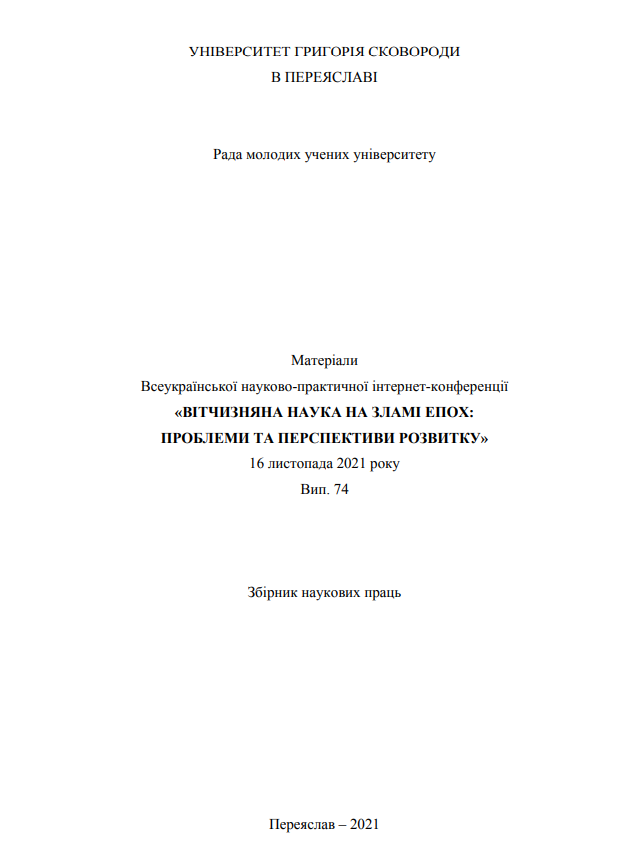 УНІВЕРСИТЕТ ГРИГОРІЯ СКОВОРОДИ
В ПЕРЕЯСЛАВІ
Рада молодих учених університету
Матеріали
Всеукраїнської науково-практичної інтернет-конференції
«ВІТЧИЗНЯНА НАУКА НА ЗЛАМІ ЕПОХ:
ПРОБЛЕМИ ТА ПЕРСПЕКТИВИ РОЗВИТКУ»
16 листопада 2021 року
Вип. 74
Збірник наукових праць
Переяслав – 2021